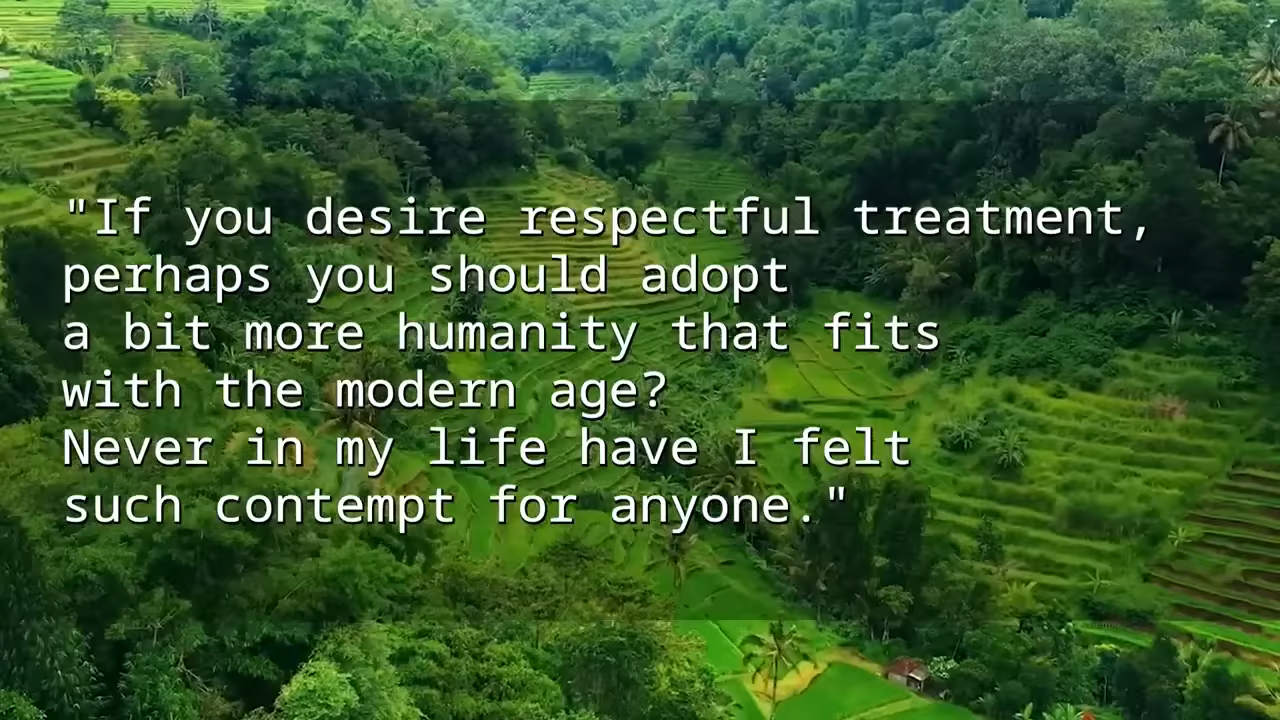 "If you desire respectful treatment,
perhaps you should adopt
a bit more humanity that fits
with the modern age?
Never in my life have I felt
such contempt for anyone."